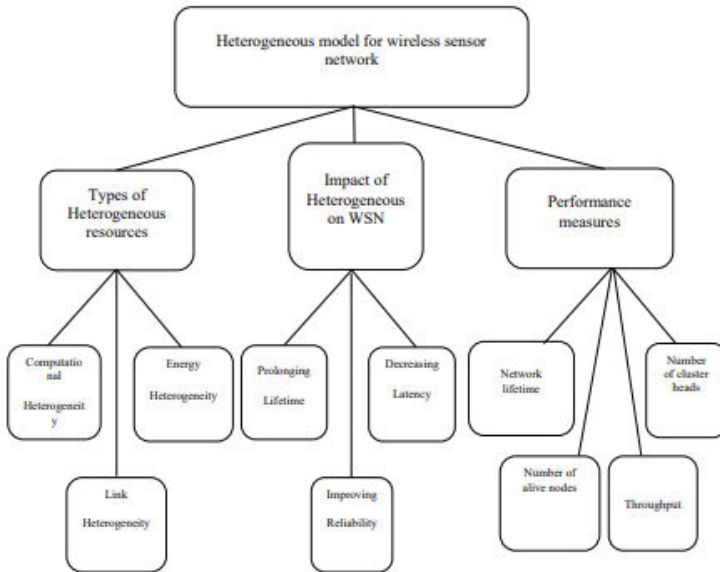 Heterogeneous model for wireless sensor
network
Types of
Heterogeneous
resources
Impact of
Heterogeneous
on WSN
Performance
measures
Computatio
nal
Heterogeneit
y
Energy
Heterogeneity
Link
Heterogeneity
Prolonging
Lifetime
Decreasing
Latency
Improving
Reliability
Network
lifetime
Number
of cluster
heads
Number of
alive nodes
Throughput